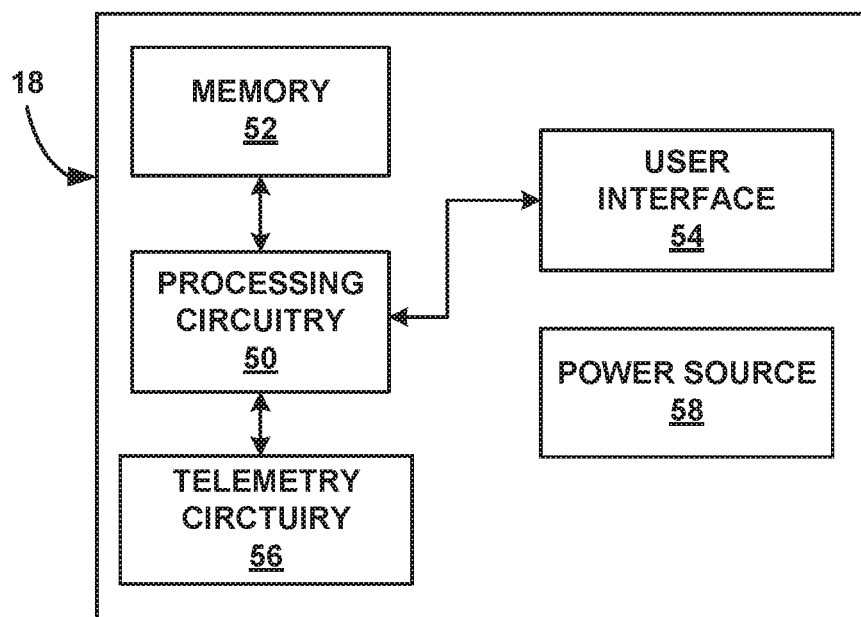 18
MEMORY
52
USER
INTERFACE
54
PROCESSING
CIRCUITRY
50
POWER SOURCE
58
TELEMETRY
CIRCTUIRY
56